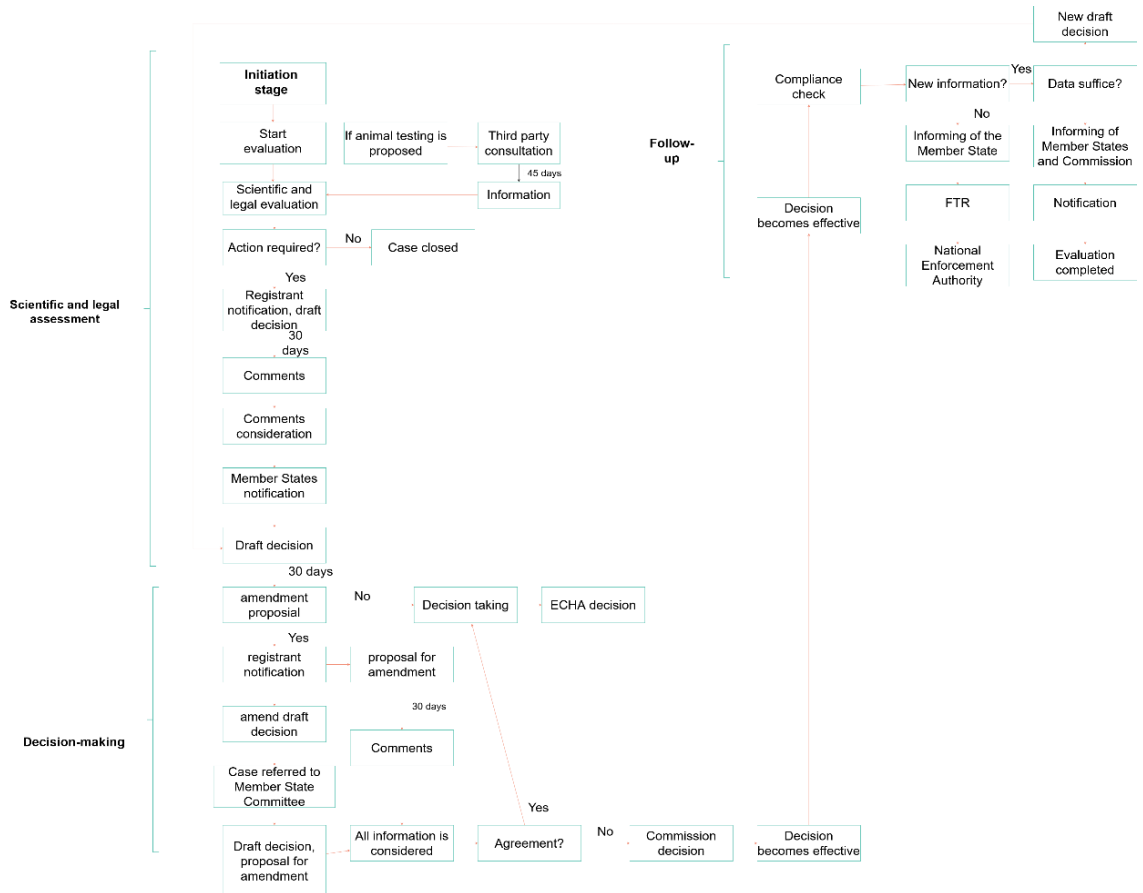 New draft
decision
Initiation
stage
Compliance
check
New information?
Yes
Data suffice?
No
Start
evaluation
If animal testing is
proposed
Third party
consultation
Follow-
up
Informing of the
Member State
Informing of
Member States
and Commission
45 days
Scientific and
legal evaluation
Information
Decision
becomes effective
FTR
Notification
Action required?
No
Case closed
National
Enforcement
Authority
Evaluation
completed
Yes
Scientific and legal
assessment
Registrant
notification, draft
decision
30
days
Comments
Comments
consideration
Member States
notification
Draft decision
30 days
amendment
proposial
No
Decision taking
ECHA decision
Yes
registrant
notification
proposal for
amendment
30 days
amend draft
decision
Decision-making
Comments
Case referred to
Member State
Committee
Yes
Draft decision,
proposal for
amendment
All information is
considered
Agreement?
No
Commission
decision
Decision
becomes effective